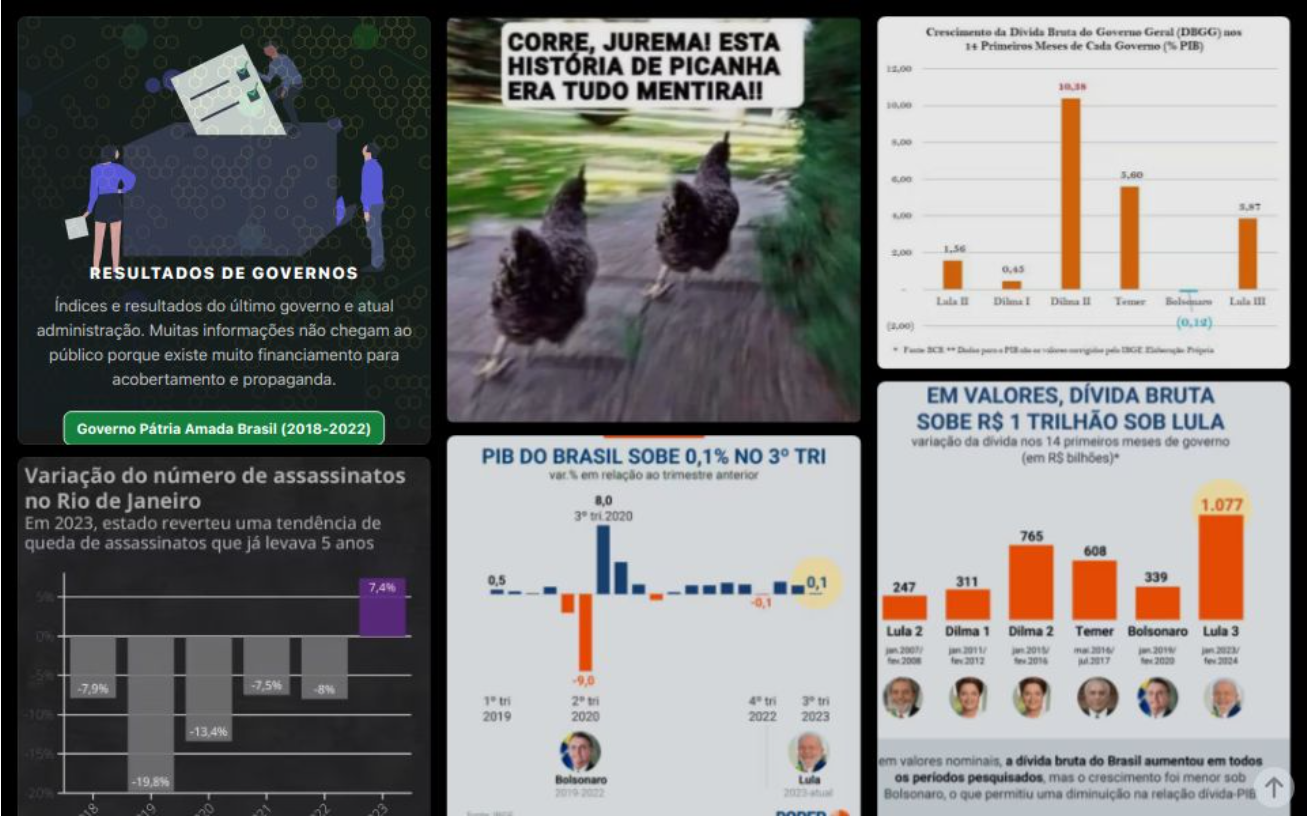 RESULTADOS DE GOVERNOS
Índices e resultados do último governo e atual
administração. Muitas informações não chegam ao
público porque existe muito financiamento para
acobertamento e propaganda.
Governo Pátria Amada Brasil (2018-2022)
Variação do número de assassinatos
no Rio de Janeiro
Em 2023, estado reverteu uma tendência de
queda de assassinatos que já levava 5 anos
7,4%
5%
0%
-5%
-7,9%
-7,5%
-8%
-10%
-13,4%
-15%
-19,8%
-20%
CORRE, JUREMA! ESTA
HISTÓRIA DE PICANHA
ERA TUDO MENTIRA!!
PIB DO BRASIL SOBE 0,1% NO 3º TRI
var.% em relação ao trimestre anterior
8,0
3º tri.2020
0,5
0,1
-0,1
-9,0
1º tri 2º tri 4º tri 3º tri
2019 2020 2022 2023
Bolsonaro Lula
2019-2022 2023-atual
Crescimento da Dívida Bruta do Governo Geral (DBGG) nos
14 Primeiros Meses de Cada Governo (% PIB)
12,00
10,38
10,00
8,00
6,00
5,60
4,00
3,87
2,00
1,56
0,45
-
Lula II Dilma I Dilma II Temer Bolsonaro Lula III
(0,12)
(2,00)
* Fonte BCB ** Dados para o PIB são os valores corrigidos pelo IBGE. Elaboração Própria
EM VALORES, DÍVIDA BRUTA
SOBE R$ 1 TRILHÃO SOB LULA
variação da dívida nos 14 primeiros meses de governo
(em R$ bilhões)*
1.077
765
608
339
311
247
Lula 2 Dilma 1 Dilma 2 Temer Bolsonaro Lula 3
jan.2007/ jan.2011/ jan.2015/ mai.2016/ jan.2019/ jan.2023/
fev.2008 fev.2012 fev.2016 jul.2017 fev.2020 fev.2024
em valores nominais, a dívida bruta do Brasil aumentou em todos
os períodos pesquisados, mas o crescimento foi menor sob
Bolsonaro, o que permitiu uma diminuição na relação dívida-PIB